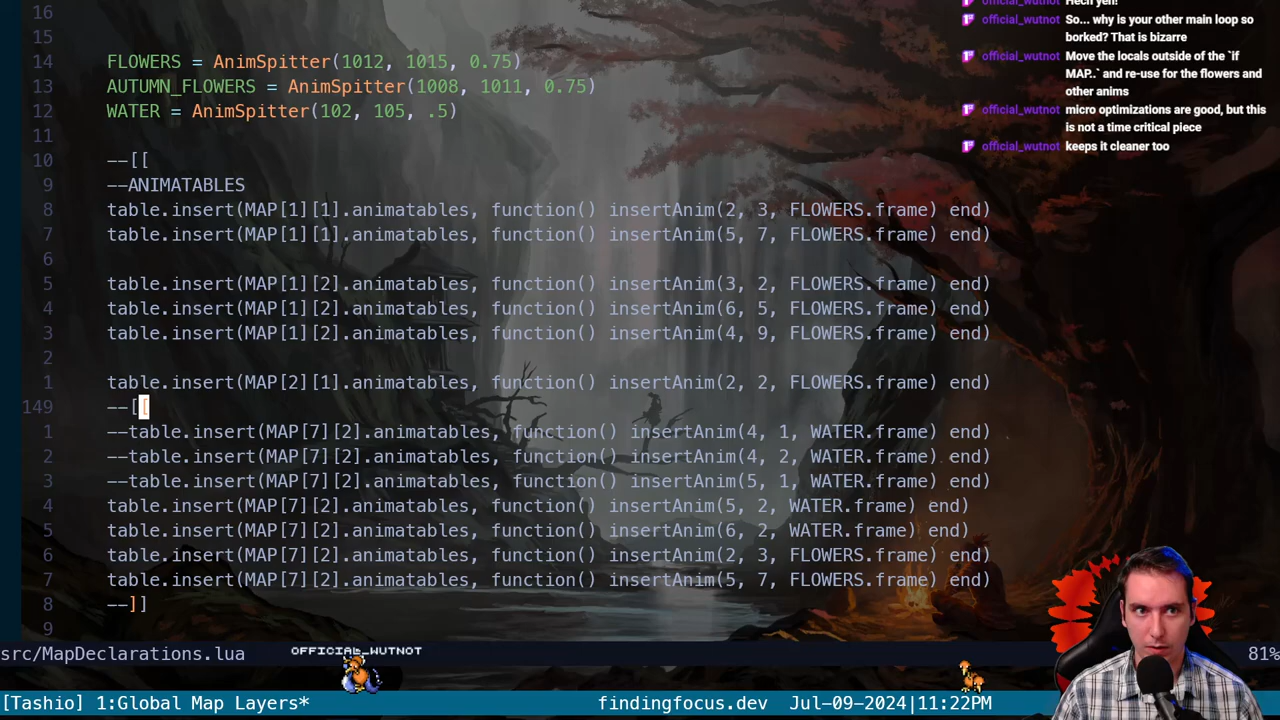 16
15
14 FLOWERS = AnimSpitter(1012, 1015, 0.75)
13 AUTUMN_FLOWERS = AnimSpitter(1008, 1011, 0.75)
12 WATER = AnimSpitter(102, 105, .5)
11
10 --[[
9 --ANIMATABLES
8 table.insert(MAP[1][1].animatables, function() insertAnim(2, 3, FLOWERS.frame) end)
7 table.insert(MAP[1][1].animatables, function() insertAnim(5, 7, FLOWERS.frame) end)
6
5 table.insert(MAP[1][2].animatables, function() insertAnim(3, 2, FLOWERS.frame) end)
4 table.insert(MAP[1][2].animatables, function() insertAnim(6, 5, FLOWERS.frame) end)
3 table.insert(MAP[1][2].animatables, function() insertAnim(4, 9, FLOWERS.frame) end)
2
1 table.insert(MAP[2][1].animatables, function() insertAnim(2, 2, FLOWERS.frame) end)
149 --[[
1 --table.insert(MAP[7][2].animatables, function() insertAnim(4, 1, WATER.frame) end)
2 --table.insert(MAP[7][2].animatables, function() insertAnim(4, 2, WATER.frame) end)
3 --table.insert(MAP[7][2].animatables, function() insertAnim(5, 1, WATER.frame) end)
4 table.insert(MAP[7][2].animatables, function() insertAnim(5, 2, WATER.frame) end)
5 table.insert(MAP[7][2].animatables, function() insertAnim(6, 2, WATER.frame) end)
6 table.insert(MAP[7][2].animatables, function() insertAnim(2, 3, FLOWERS.frame) end)
7 table.insert(MAP[7][2].animatables, function() insertAnim(5, 7, FLOWERS.frame) end)
8 --]]
9
official_wutnot Hech yeh!
official_wutnot So... why is your other main loop so
borked? That is bizarre
official_wutnot Move the locals outside of the `if
MAP..` and re-use for the flowers and
other anims
official_wutnot micro optimizations are good, but this
is not a time critical piece
official_wutnot keeps it cleaner too
src/MapDeclarations.lua 81%
OFFICIAL_WUTNOT
[Tashio] 1:Global Map Layers* findingfocus.dev Jul-09-2024|11:22PM